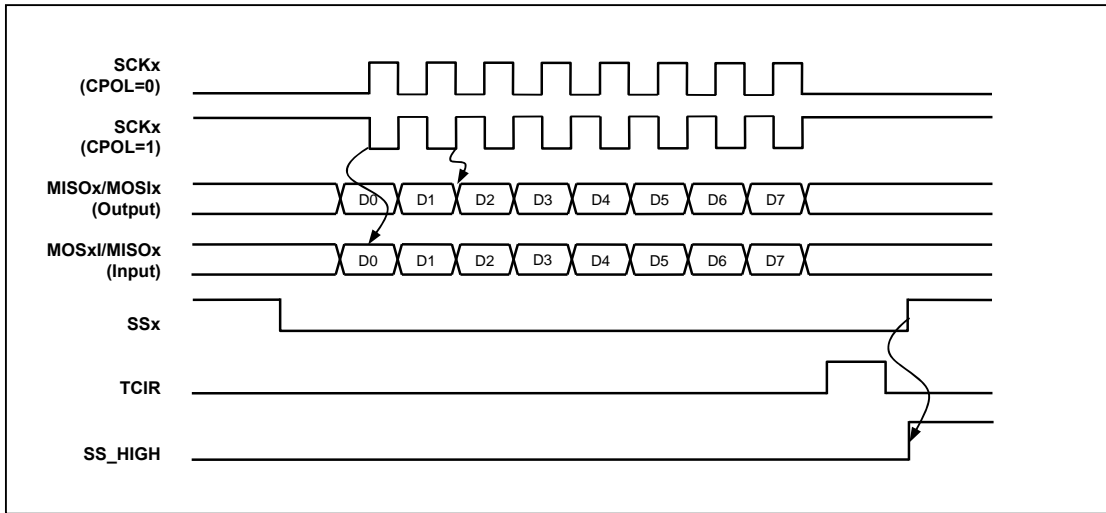 SCKx
(CPOL=0)
SCKx
(CPOL=1)
MISOx/MOSIx
(Output)
D0 D1 D2 D3 D4 D5 D6 D7
MOSxI/MISOx
(Input)
D0 D1 D2 D3 D4 D5 D6 D7
SSx
TCIR
SS_HIGH